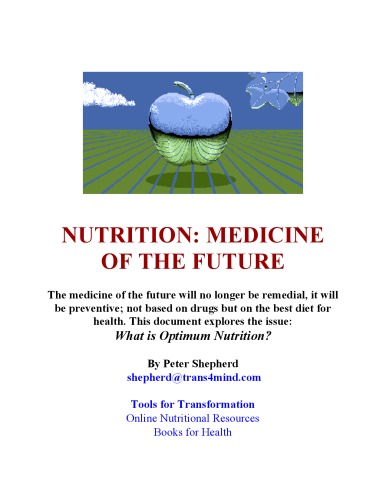 NUTRITION: MEDICINE
OF THE FUTURE
The medicine of the future will no longer be remedial, it will
be preventive; not based on drugs but on the best diet for
health. This document explores the issue:
What is Optimum Nutrition?
By Peter Shepherd
shepherd@trans4mind.com
Tools for Transformation
Online Nutritional Resources
Books for Health